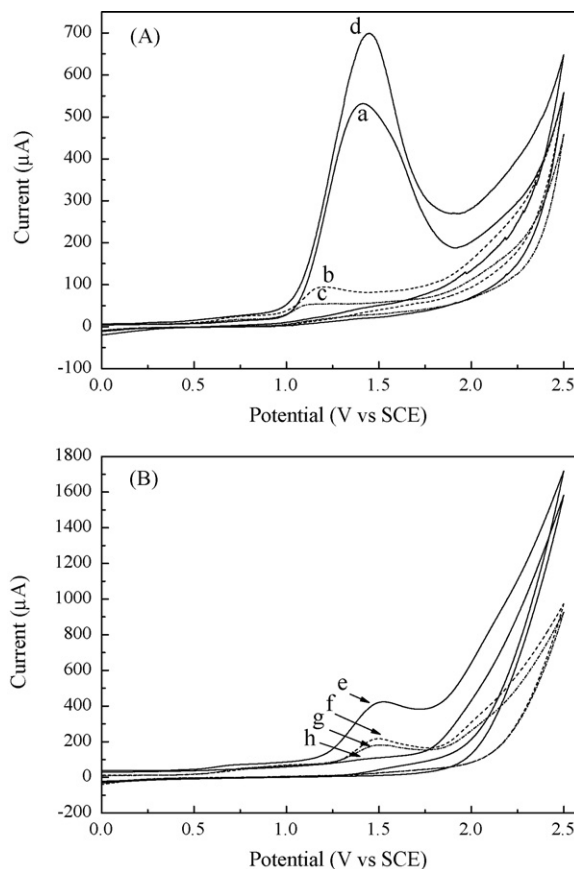 (A)
d
a
b
c
700
600
500
400
300
200
100
0
-100
Current (µA)
0.0 0.5 1.0 1.5 2.0 2.5
Potential (V vs SCE)
(B)
e
f
g
h
1800
1600
1400
1200
1000
800
600
400
200
0
-200
Current (µA)
0.0 0.5 1.0 1.5 2.0 2.5
Potential (V vs SCE)